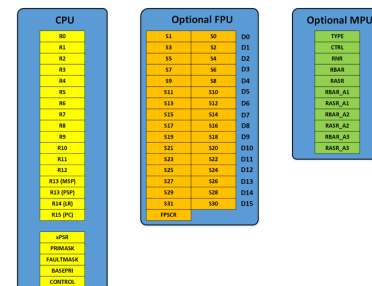 CPU
R0
R1
R2
R3
R4
R5
R6
R7
R8
R9
R10
R11
R12
R13 (MSP)
R13 (PSP)
R14 (LR)
R15 (PC)
xPSR
PRIMASK
FAULTMASK
BASEPRI
CONTROL
Optional FPU
S1 S0 D0
S3 S2 D1
S5 S4 D2
S7 S6 D3
S9 S8 D4
S11 S10 D5
S13 S12 D6
S15 S14 D7
S17 S16 D8
S19 S18 D9
S21 S20 D10
S23 S22 D11
S25 S24 D12
S27 S26 D13
S29 S28 D14
S31 S30 D15
FPSCR
Optional MPU
TYPE
CTRL
RNR
RBAR
RASR
RBAR_A1
RASR_A1
RBAR_A2
RASR_A2
RBAR_A3
RASR_A3